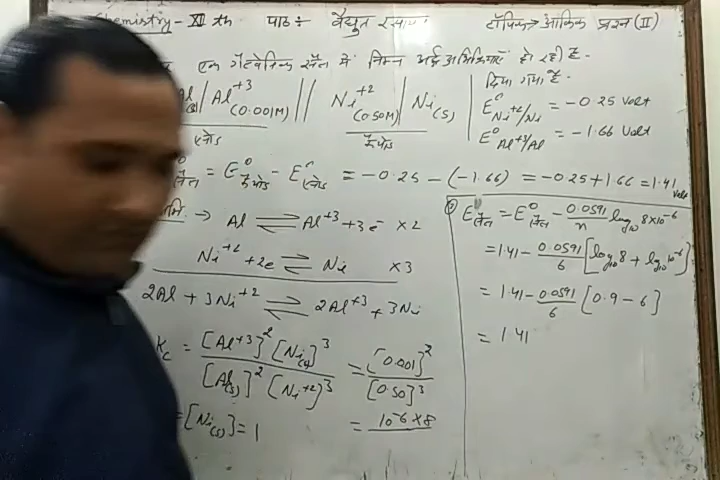 Chemistry - XI th पाठ ÷ वैद्युत रसायन टॉपिक → आंकिक प्रश्न (II)
एक गैल्वेनिक सैल में निम्न अर्द्ध अभिक्रियाएँ हो रही है -
Al(s) / Al+3 (0.001M) || Ni+2 (0.50M) / Ni(s)
एनोड
कैथोड
दिया गया है -
E° Ni+2/Ni = -0.25 Volt
E° Al+3/Al = -1.66 Volt
E°सैल = E°कैथोड - E°एनोड = -0.25 - (-1.66) = -0.25 + 1.66 = 1.41 Volt
→ Al ⇌ Al+3 + 3e- ×2
Ni+2 + 2e ⇌ Ni ×3
2Al + 3Ni+2 ⇌ 2Al+3 + 3Ni
Kc = [Al+3]2 [Ni(s)]3 / [Al(s)]2 [Ni+2]3 = [0.001]2 / [0.50]3
= [Ni(s)] = 1
= 10-6 × 8
Eसैल = E°सैल - 0.0591/n log10 8×10-6
= 1.41 - 0.0591/6 [log10 8 + log10 10-6]
= 1.41 - 0.0591/6 [0.9 - 6]
= 1.41